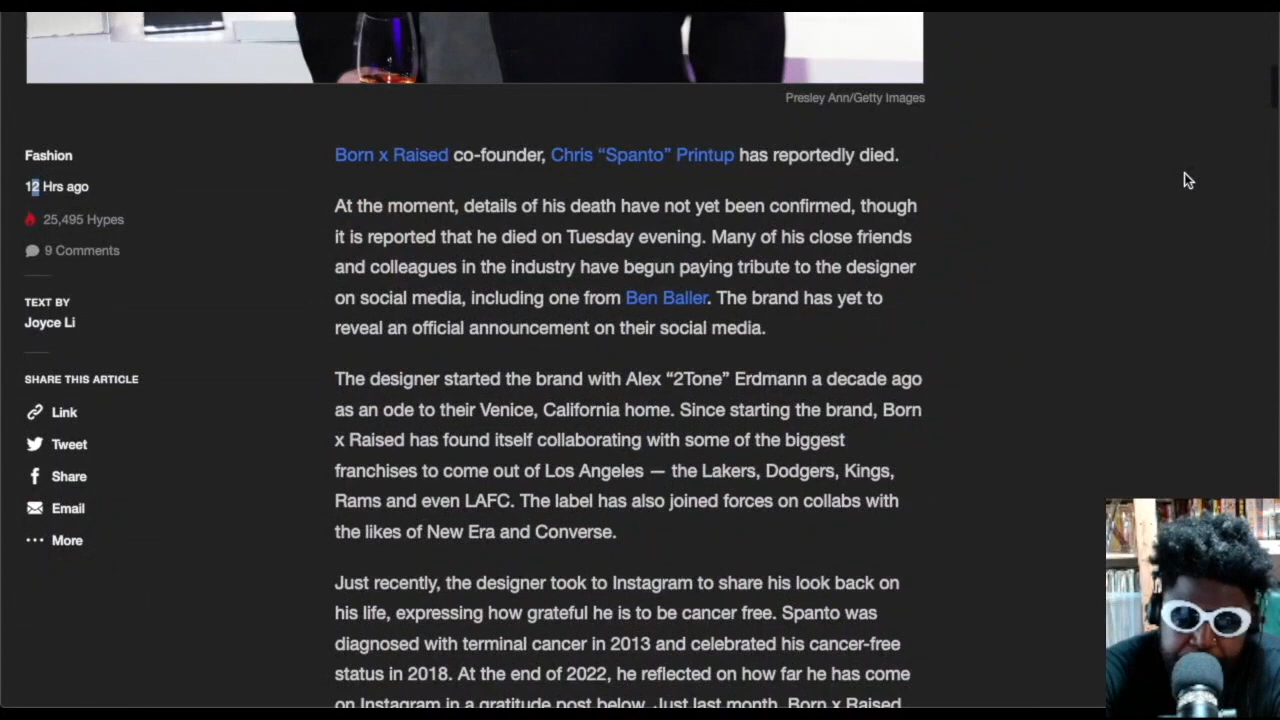 Presley Ann/Getty Images
Fashion
12 Hrs ago
25,495 Hypes
9 Comments
TEXT BY
Joyce Li
SHARE THIS ARTICLE
Link
Tweet
Share
Email
More
Born x Raised co-founder, Chris “Spanto” Printup has reportedly died.
At the moment, details of his death have not yet been confirmed, though
it is reported that he died on Tuesday evening. Many of his close friends
and colleagues in the industry have begun paying tribute to the designer
on social media, including one from Ben Baller. The brand has yet to
reveal an official announcement on their social media.
The designer started the brand with Alex “2Tone” Erdmann a decade ago
as an ode to their Venice, California home. Since starting the brand, Born
x Raised has found itself collaborating with some of the biggest
franchises to come out of Los Angeles — the Lakers, Dodgers, Kings,
Rams and even LAFC. The label has also joined forces on collabs with
the likes of New Era and Converse.
Just recently, the designer took to Instagram to share his look back on
his life, expressing how grateful he is to be cancer free. Spanto was
diagnosed with terminal cancer in 2013 and celebrated his cancer-free
status in 2018. At the end of 2022, he reflected on how far he has come
on Instagram in a gratitude post below. Just last month, Born x Raised